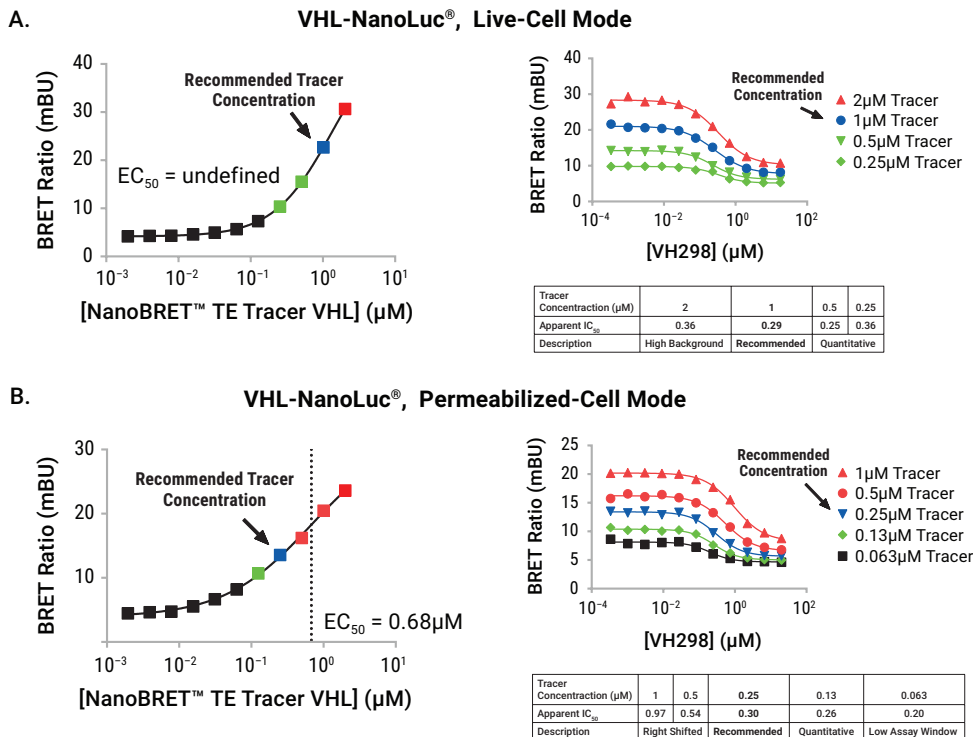 A.
VHL-NanoLuc®, Live-Cell Mode
BRET Ratio (mBU)
40
30
20
10
0
Recommended Tracer
Concentration
EC50 = undefined
10⁻³ 10⁻² 10⁻¹ 10⁰ 10¹
[NanoBRET™ TE Tracer VHL] (µM)
BRET Ratio (mBU)
40
30
20
10
0
Recommended
Concentration
2µM Tracer
1µM Tracer
0.5µM Tracer
0.25µM Tracer
10⁻⁴ 10⁻² 10⁰ 10²
[VH298] (µM)
Tracer
Concentraction (µM) 2 1 0.5 0.25
Apparent IC50 0.36 0.29 0.25 0.36
Description High Background Recommended Quantitative
B.
VHL-NanoLuc®, Permeabilized-Cell Mode
BRET Ratio (mBU)
30
20
10
Recommended Tracer
Concentration
EC50 = 0.68µM
10⁻³ 10⁻² 10⁻¹ 10⁰ 10¹
[NanoBRET™ TE Tracer VHL] (µM)
BRET Ratio (mBU)
25
20
15
10
5
0
Recommended
Concentration
1µM Tracer
0.5µM Tracer
0.25µM Tracer
0.13µM Tracer
0.063µM Tracer
10⁻⁴ 10⁻² 10⁰ 10²
[VH298] (µM)
Tracer
Concentraction (µM) 1 0.5 0.25 0.13 0.063
Apparent IC50 0.97 0.54 0.30 0.26 0.20
Description Right Shifted Recommended Quantitative Low Assay Window